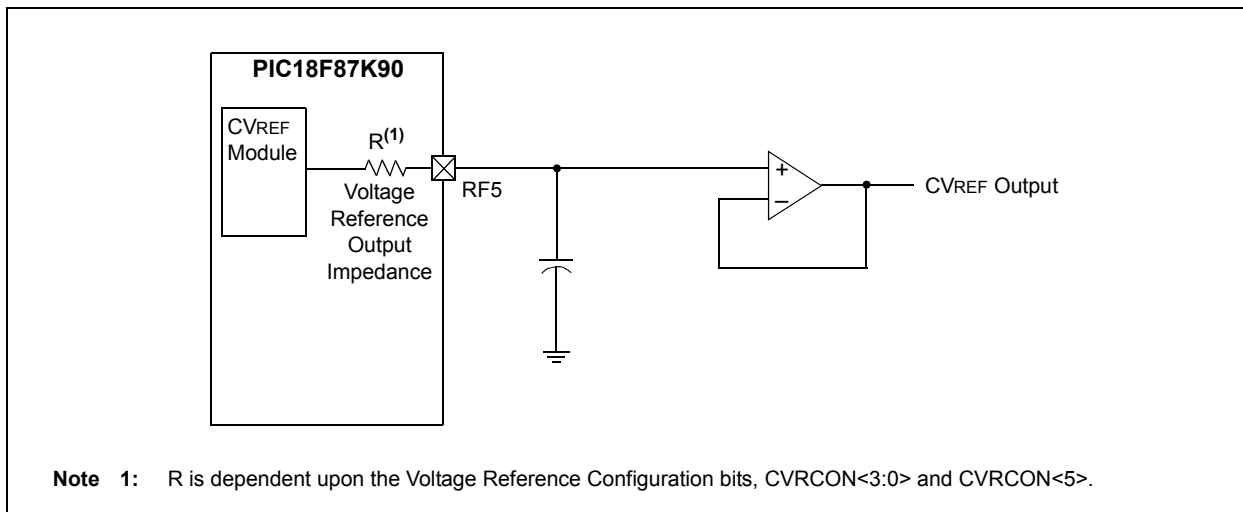 PIC18F87K90
CVREF
Module
R(1)
Voltage
Reference
Output
Impedance
RF5
+
–
CVREF Output
Note 1: R is dependent upon the Voltage Reference Configuration bits, CVRCON<3:0> and CVRCON<5>.